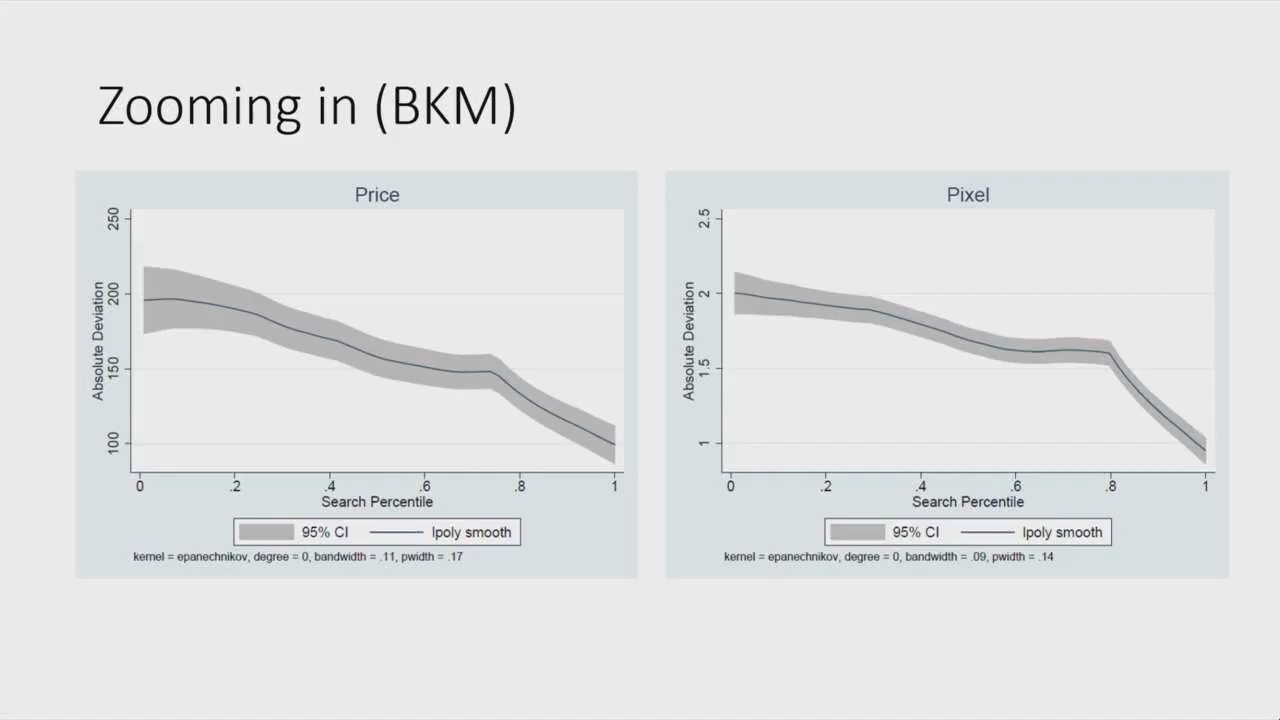 Zooming in (BKM)
Price
250
200
150
100
Absolute Deviation
0 .2 .4 .6 .8 1
Search Percentile
95% CI lpoly smooth
kernel = epanechnikov, degree = 0, bandwidth = .11, pwidth = .17
Pixel
2.5
2
1.5
1
Absolute Deviation
0 .2 .4 .6 .8 1
Search Percentile
95% CI lpoly smooth
kernel = epanechnikov, degree = 0, bandwidth = .09, pwidth = .14